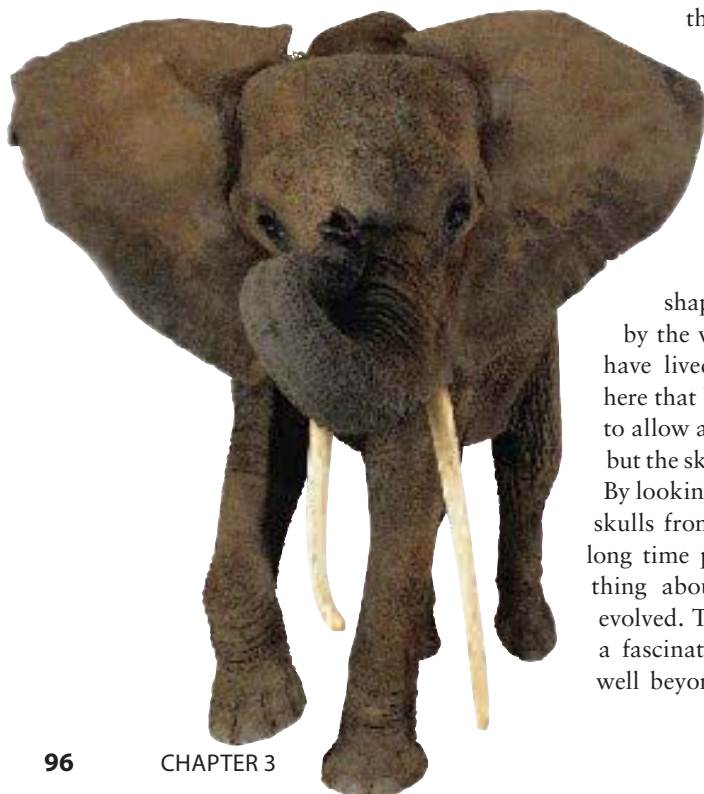 th
shap
by the v
have lived
here that
to allow a
but the sk
By lookin
skulls from
long time p
thing abou
evolved. T
a fascinat
well beyon
96 CHAPTER 3